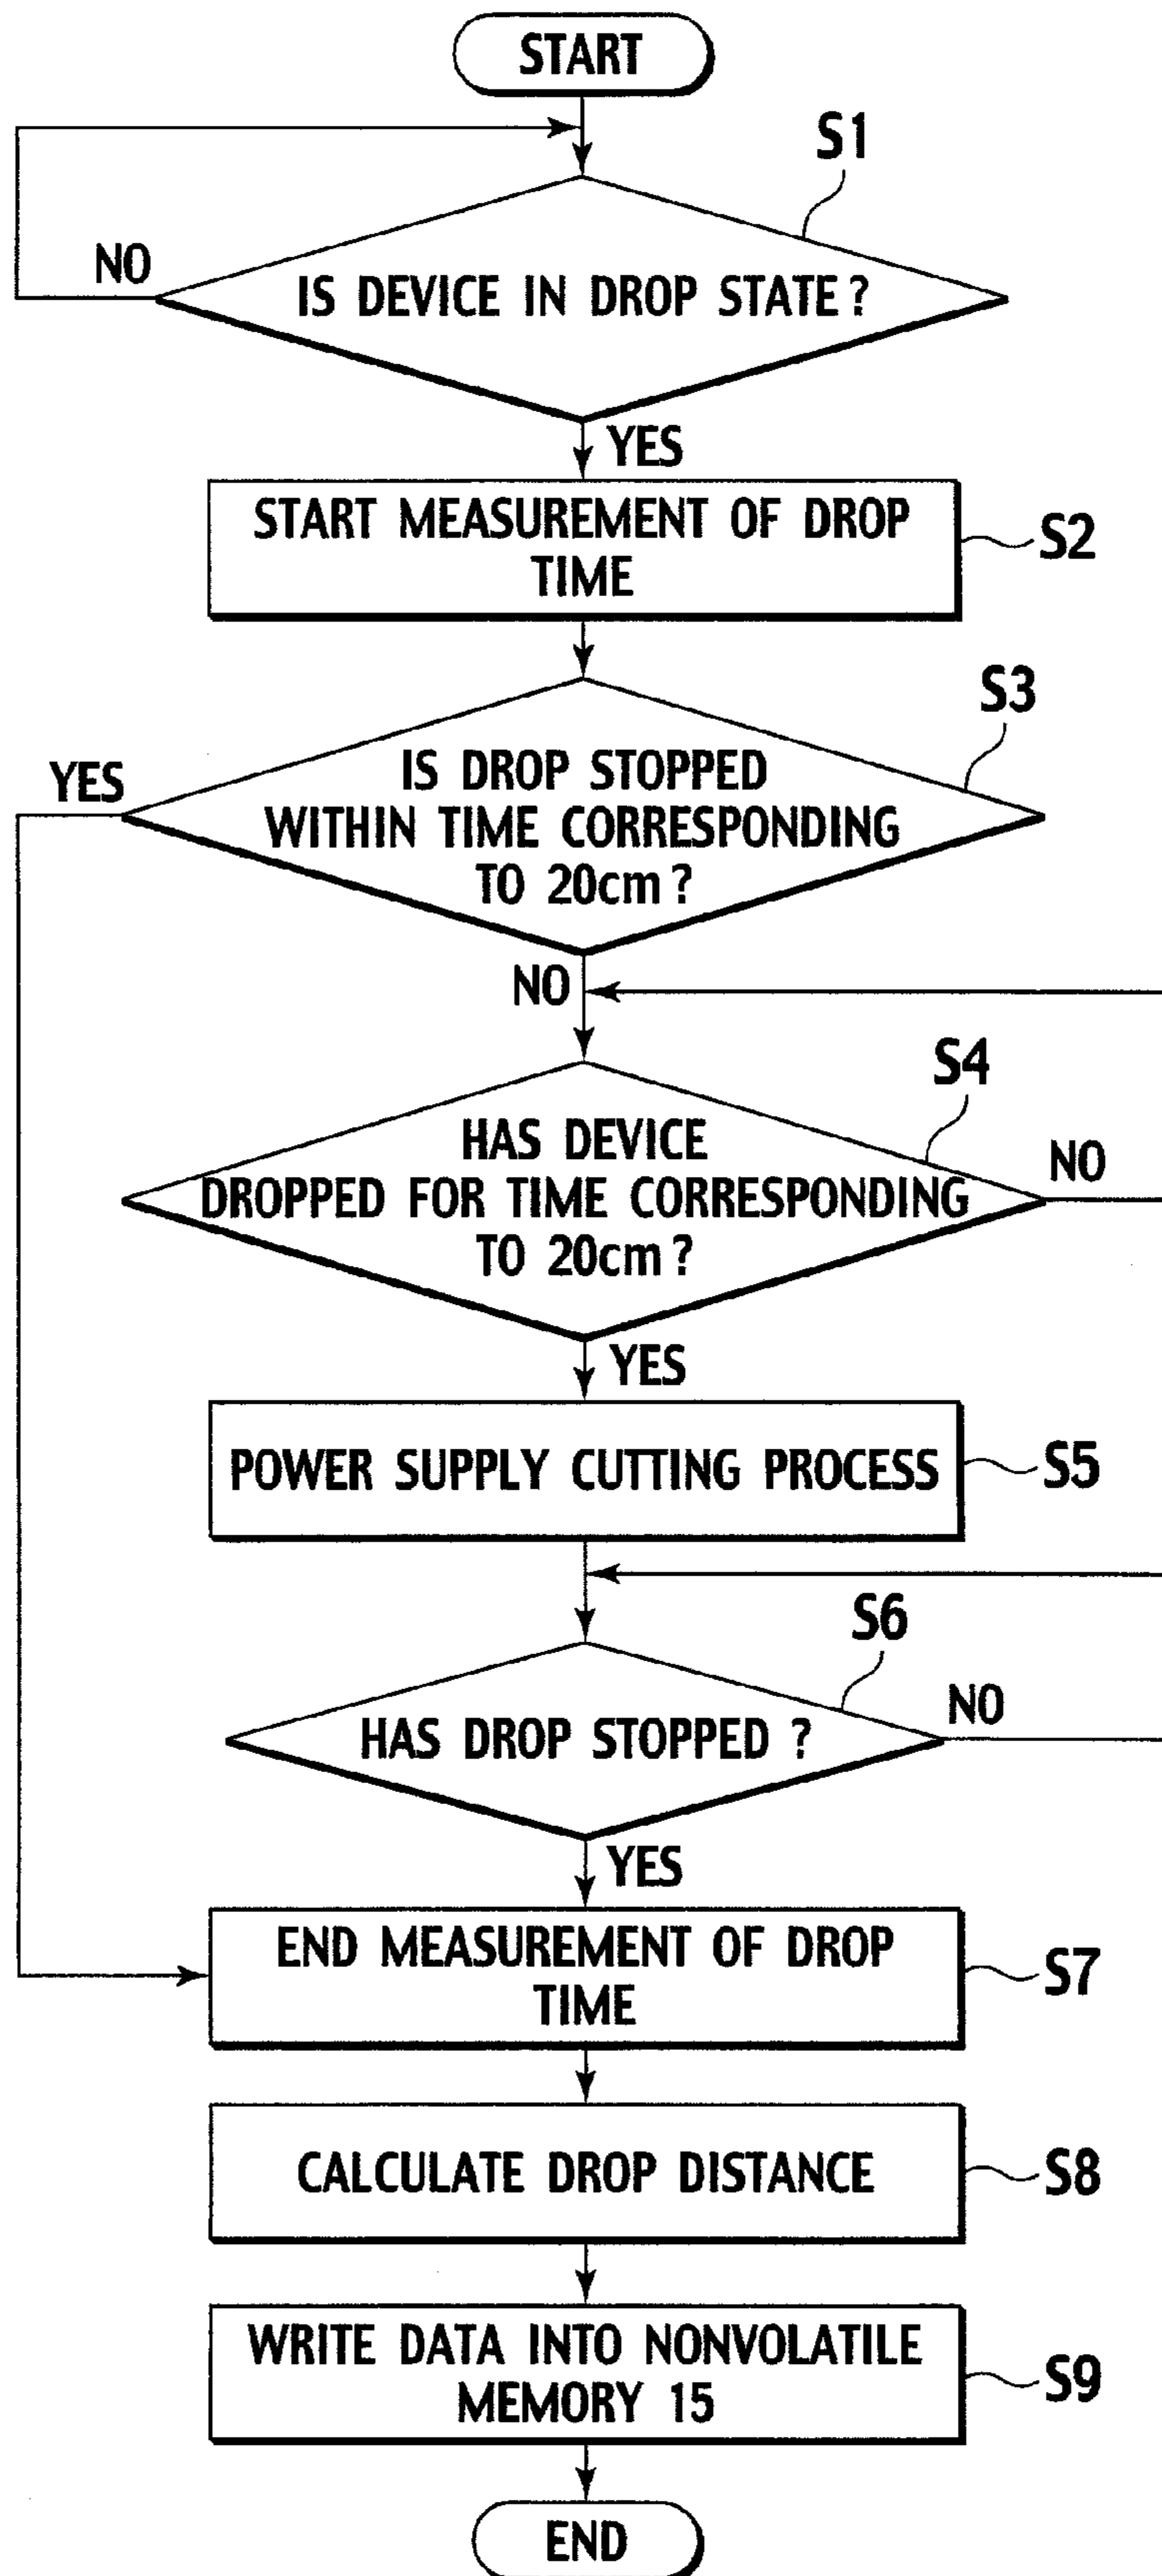 START
S1
NO
IS DEVICE IN DROP STATE?
YES
START MEASUREMENT OF DROP
TIME
S2
S3
YES
IS DROP STOPPED
WITHIN TIME CORRESPONDING
TO 20cm?
NO
S4
HAS DEVICE
DROPPED FOR TIME CORRESPONDING
TO 20cm?
NO
YES
POWER SUPPLY CUTTING PROCESS
S5
S6
NO
HAS DROP STOPPED ?
YES
END MEASUREMENT OF DROP
TIME
S7
CALCULATE DROP DISTANCE
S8
WRITE DATA INTO NONVOLATILE
MEMORY 15
S9
END